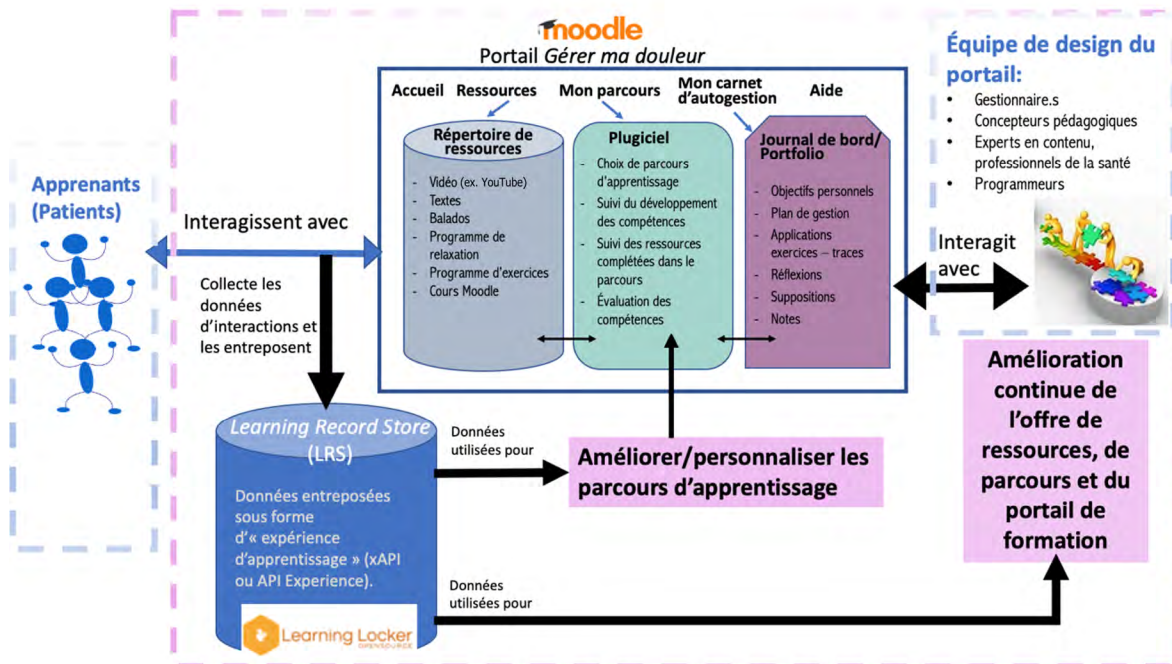 moodle
Portail Gérer ma douleur
Accueil
Ressources
Mon parcours
Mon carnet
d'autogestion
Aide
Répertoire de
ressources
- Vidéo (ex. YouTube)
- Textes
- Balados
- Programme de
relaxation
- Programme d'exercices
- Cours Moodle
Plugiciel
- Choix de parcours
d'apprentissage
- Suivi du développement
des compétences
- Suivi des ressources
complétées dans le
parcours
- Évaluation des
compétences
Journal de bord/
Portfolio
- Objectifs personnels
- Plan de gestion
- Applications
exercices – traces
- Réflexions
- Suppositions
- Notes
Équipe de design du
portail:
• Gestionnaire.s
• Concepteurs pédagogiques
• Experts en contenu,
professionnels de la santé
• Programmeurs
Apprenants
(Patients)
Interagissent avec
Collecte les
données
d'interactions et
les entreposent
Interagit
avec
Learning Record Store
(LRS)
Données entreposées
sous forme
d'« expérience
d'apprentissage » (xAPI
ou API Experience).
Learning Locker
OPENSOURCE
Données
utilisées pour
Améliorer/personnaliser les
parcours d'apprentissage
Données
utilisées pour
Amélioration
continue de
l'offre de
ressources, de
parcours et du
portail de
formation